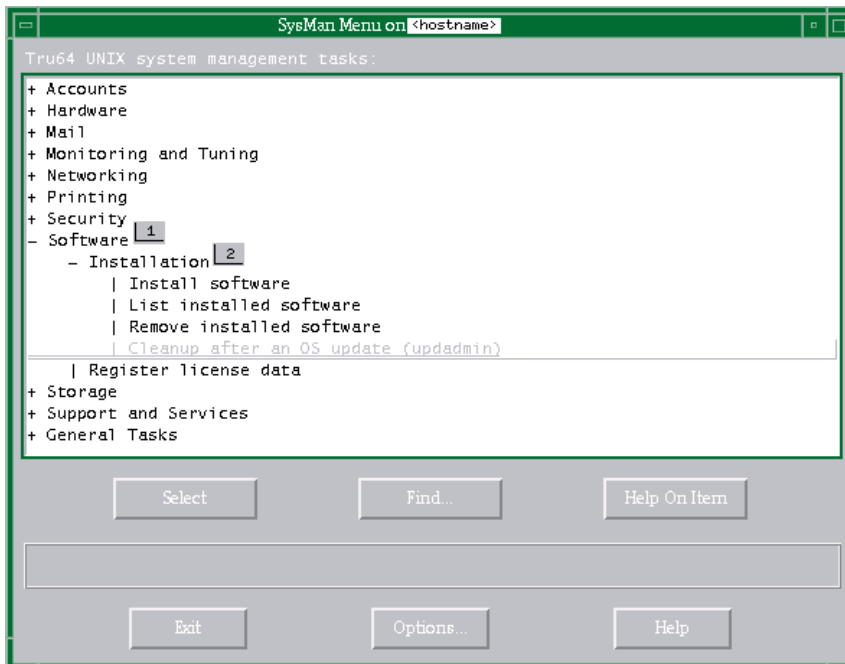 SysMan Menu on <hostname>
Tru64 UNIX system management tasks:
+ Accounts
+ Hardware
+ Mail
+ Monitoring and Tuning
+ Networking
+ Printing
+ Security
- Software 1
- Installation 2
| Install software
| List installed software
| Remove installed software
| Cleanup after an OS update (updadmin)
| Register license data
+ Storage
+ Support and Services
+ General Tasks
Select Find... Help On Item
Exit Options... Help